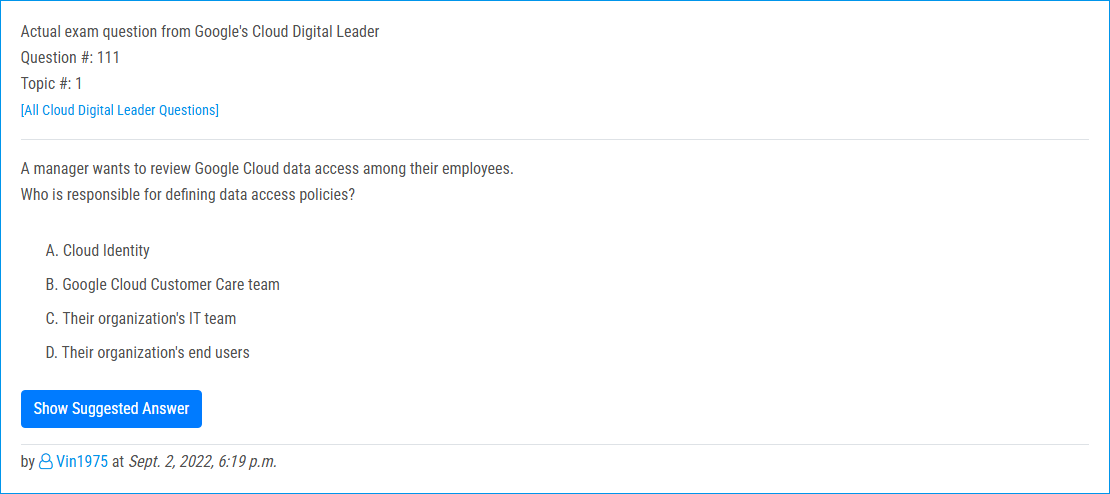 Actual exam question from Google's Cloud Digital Leader
Question #: 111
Topic #: 1
[All Cloud Digital Leader Questions]
A manager wants to review Google Cloud data access among their employees.
Who is responsible for defining data access policies?
A. Cloud Identity
B. Google Cloud Customer Care team
C. Their organization's IT team
D. Their organization's end users
Show Suggested Answer
by Vin1975 at Sept. 2, 2022, 6:19 p.m.